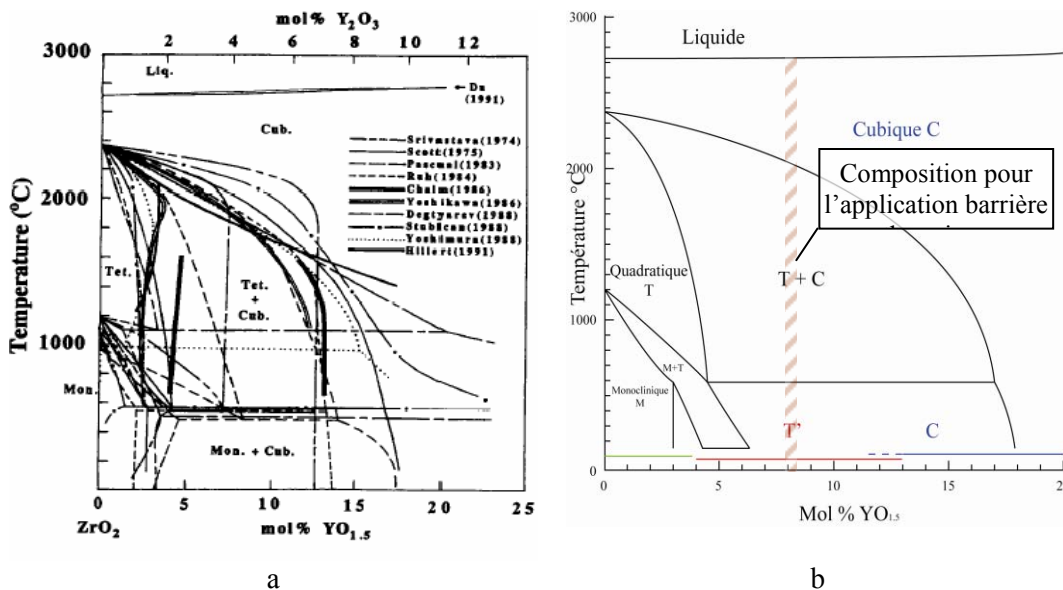 mol% Y2O3
0 2 4 6 8 10 12
3000
Liq.
Du
(1991)
Cub.
Srivastava(1974)
Scott(1975)
Pascual(1983)
Ruh(1984)
Chaim(1986)
Yoshikawa(1986)
Degtyarev(1988)
Stubican(1988)
Yoshimura(1988)
Hillert(1991)
2000
Temperature (°C)
Tet.
Tet.
+
Cub.
1000
Mon.
Mon. + Cub.
0 5 10 15 20 25
ZrO2
mol% YO1.5
a
3000
Liquide
Cubique C
2000
Composition pour
l'application barrière
Température °C
Quadratique
T
T + C
1000
M+T
Monoclinique
M
T'
C
0
0 5 10 15 20
Mol % YO1.5
b